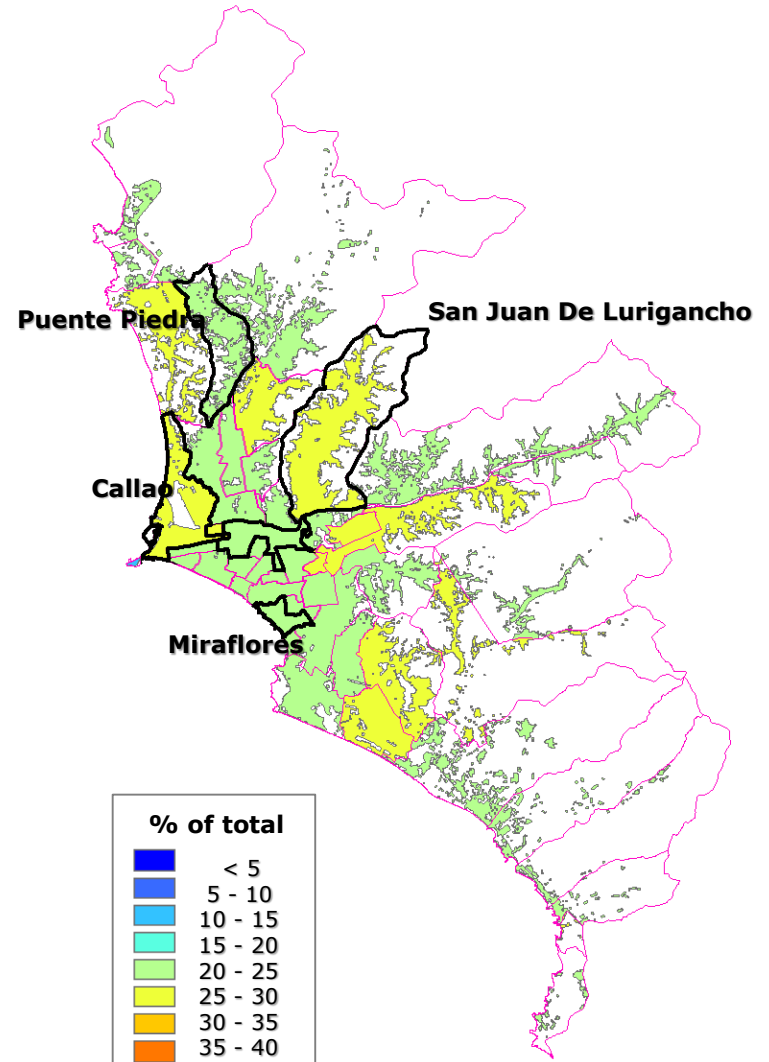 San Juan De Lurigancho
Puente Piedra
Callao
Miraflores
% of total
< 5
5 - 10
10 - 15
15 - 20
20 - 25
25 - 30
30 - 35
35 - 40